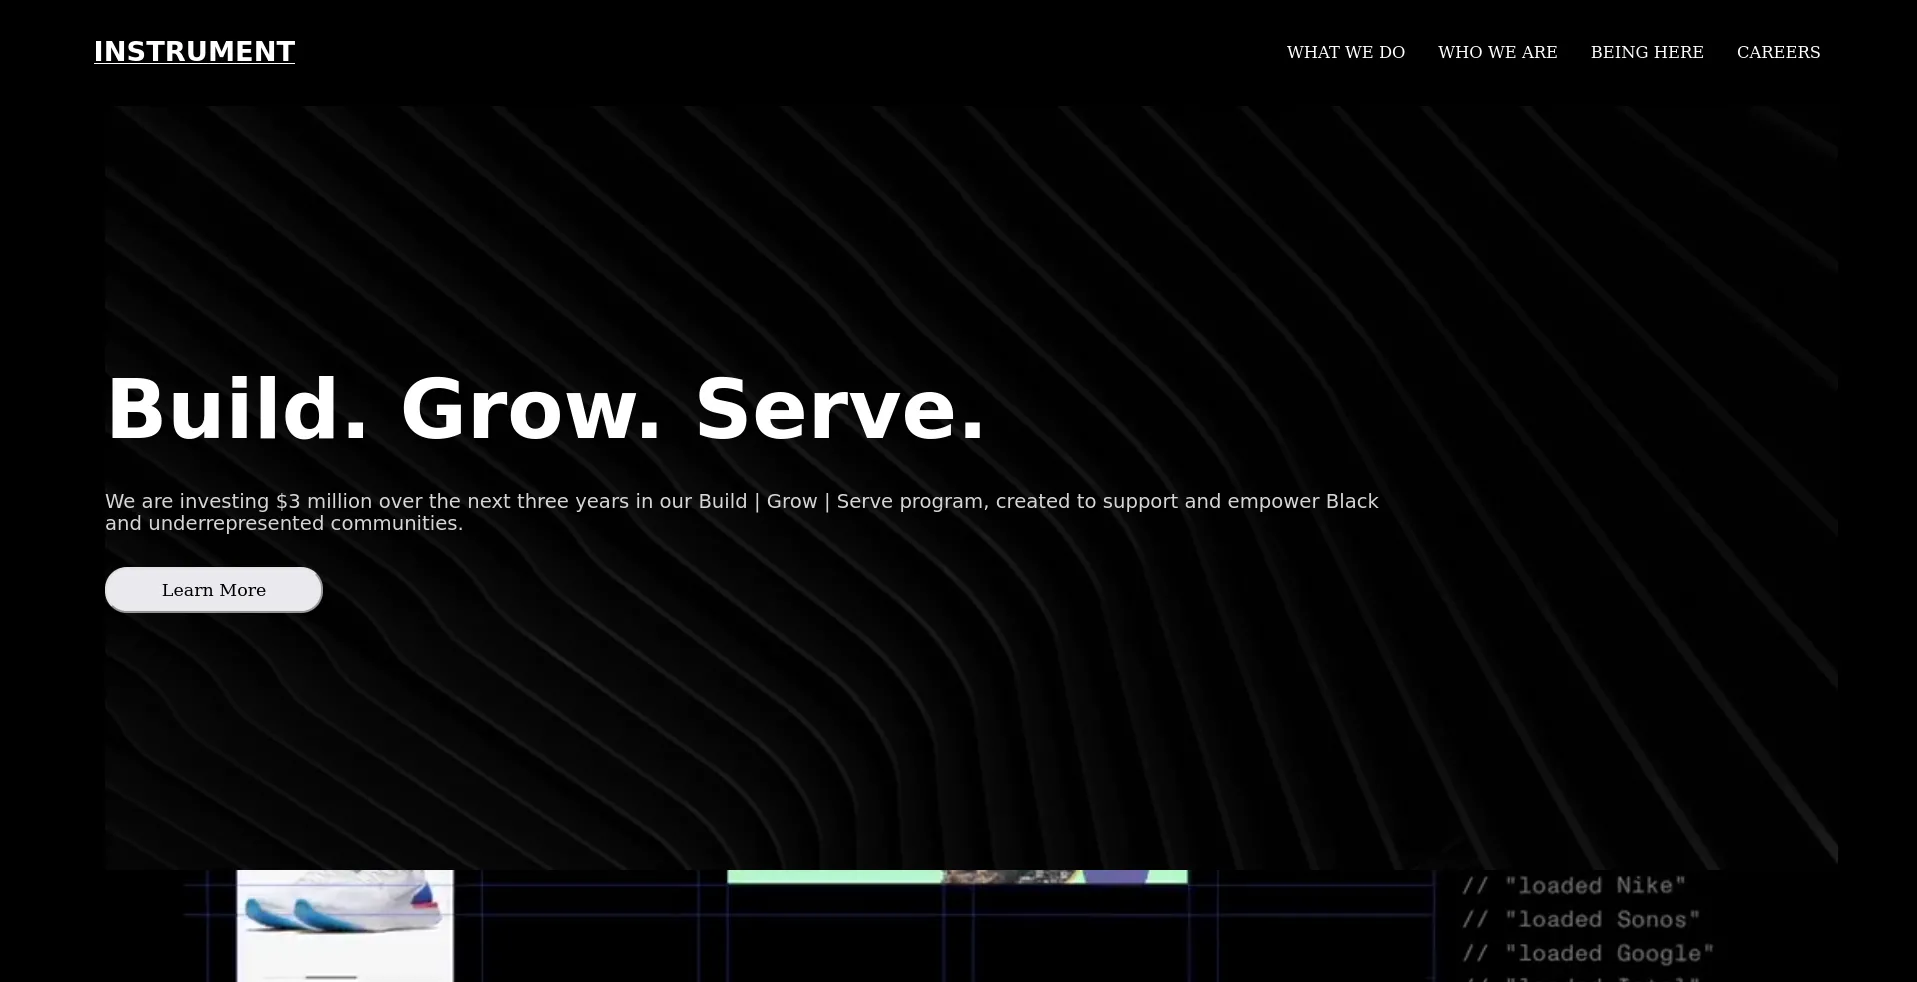 INSTRUMENT
WHAT WE DO WHO WE ARE BEING HERE CAREERS
Build. Grow. Serve.
We are investing $3 million over the next three years in our Build | Grow | Serve program, created to support and empower Black
and underrepresented communities.
Learn More
// "loaded Nike"
// "loaded Sonos"
// "loaded Google"